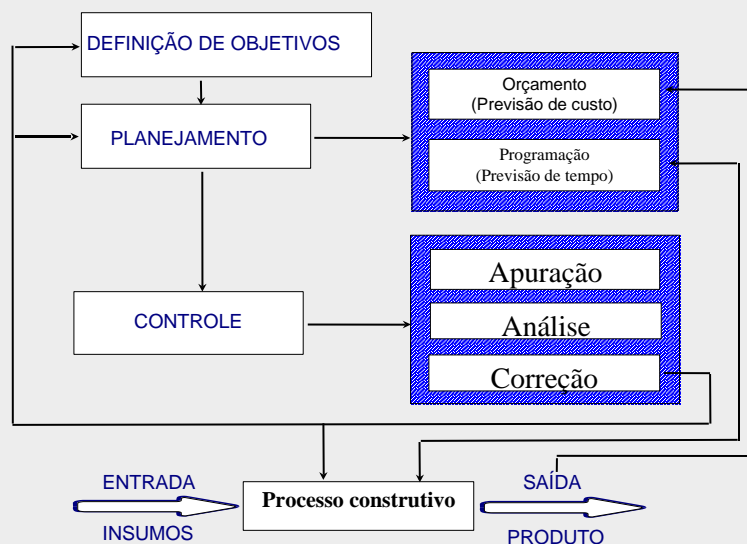 DEFINIÇÃO DE OBJETIVOS
PLANEJAMENTO
Orçamento
(Previsão de custo)
Programação
(Previsão de tempo)
CONTROLE
Apuração
Análise
Correção
ENTRADA
INSUMOS
Processo construtivo
SAÍDA
PRODUTO